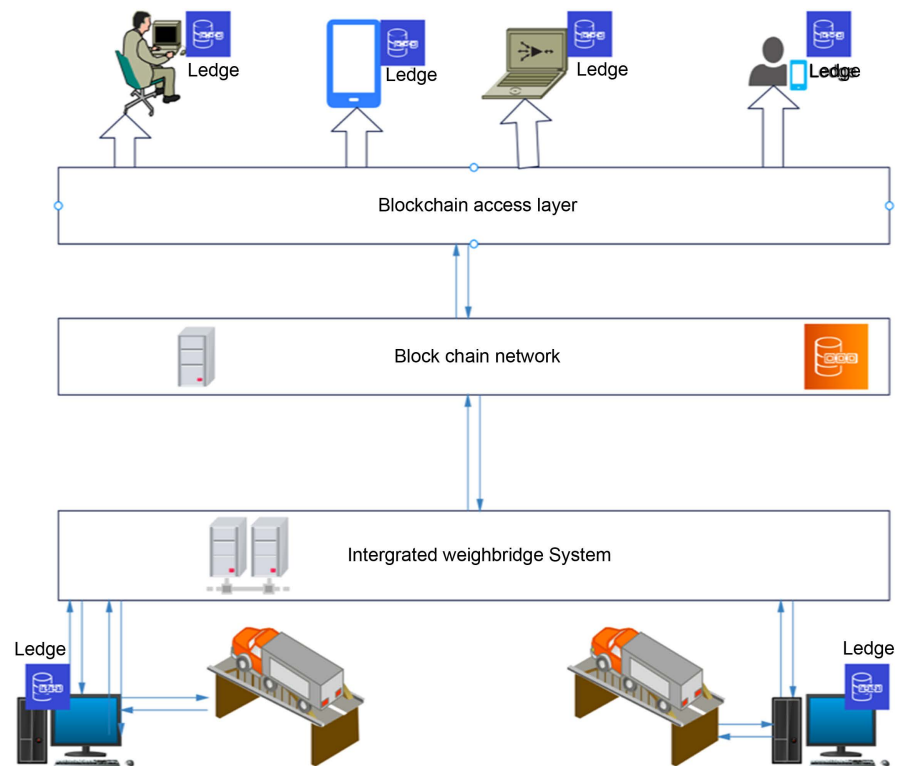 Ledge
Ledge
Ledge
Ledge
Blockchain access layer
Block chain network
Intergrated weighbridge System
Ledge
Ledge